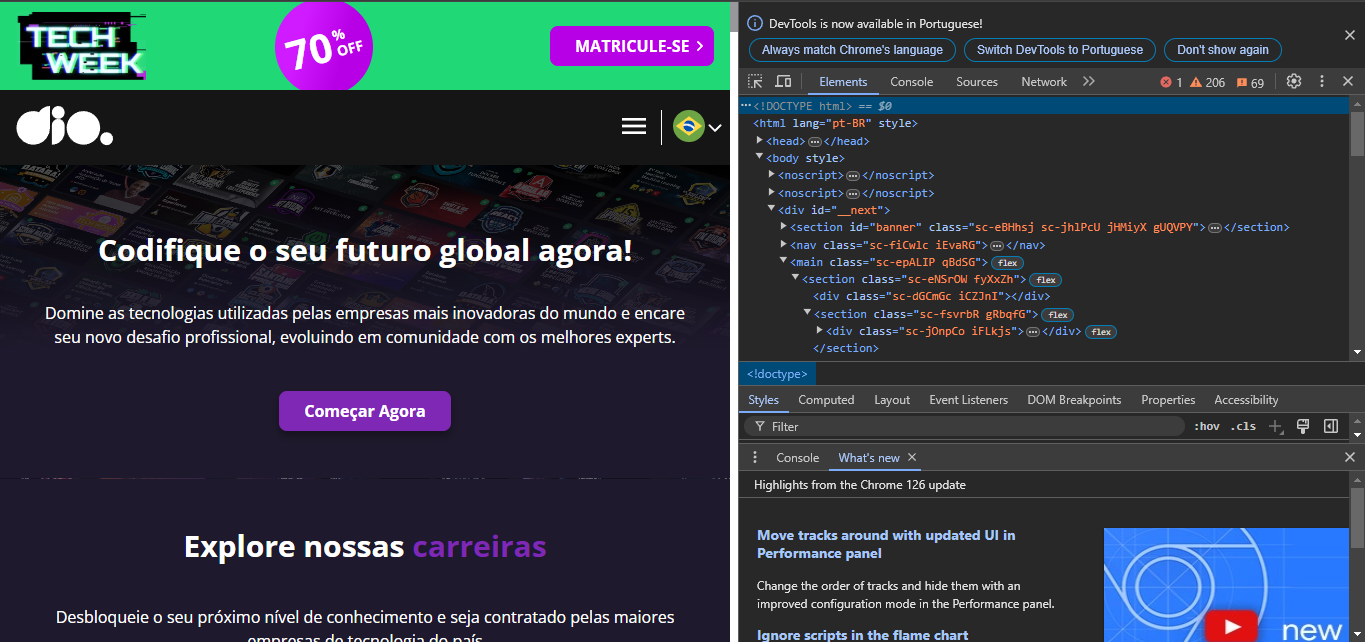 TECH
WEEK
70% OFF
MATRICULE-SE >
dio.
Codifique o seu futuro global agora!
Domine as tecnologias utilizadas pelas empresas mais inovadoras do mundo e encare
seu novo desafio profissional, evoluindo em comunidade com os melhores experts.
Começar Agora
Explore nossas carreiras
Desbloqueie o seu próximo nível de conhecimento e seja contratado pelas maiores
empresas de tecnologia do país
DevTools is now available in Portuguese!
Always match Chrome's language
Switch DevTools to Portuguese
Don't show again
Elements Console Sources Network >> 1 206 69
<!DOCTYPE html> == $0
<html lang="pt-BR" style>
<head>…</head>
<body style>
<noscript>…</noscript>
<noscript>…</noscript>
<div id="__next">
<section id="banner" class="sc-eBHhsj sc-jhlPcU jHMiyX gUQVPY">…</section>
<nav class="sc-fiCwlc iEvaRG">…</nav>
<main class="sc-epALIP qBdSG"> flex
<section class="sc-eNSrOW fyXxZh"> flex
<div class="sc-dGCmGc iCZJnI"></div>
<section class="sc-fsvrbR gRbqfG"> flex
<div class="sc-jOnpCo iFLkjs">…</div> flex
</section>
<!doctype>
Styles Computed Layout Event Listeners DOM Breakpoints Properties Accessibility
Filter :hov .cls
Console What's new
Highlights from the Chrome 126 update
Move tracks around with updated UI in
Performance panel
Change the order of tracks and hide them with an
improved configuration mode in the Performance panel.
Ignore scripts in the flame chart
new